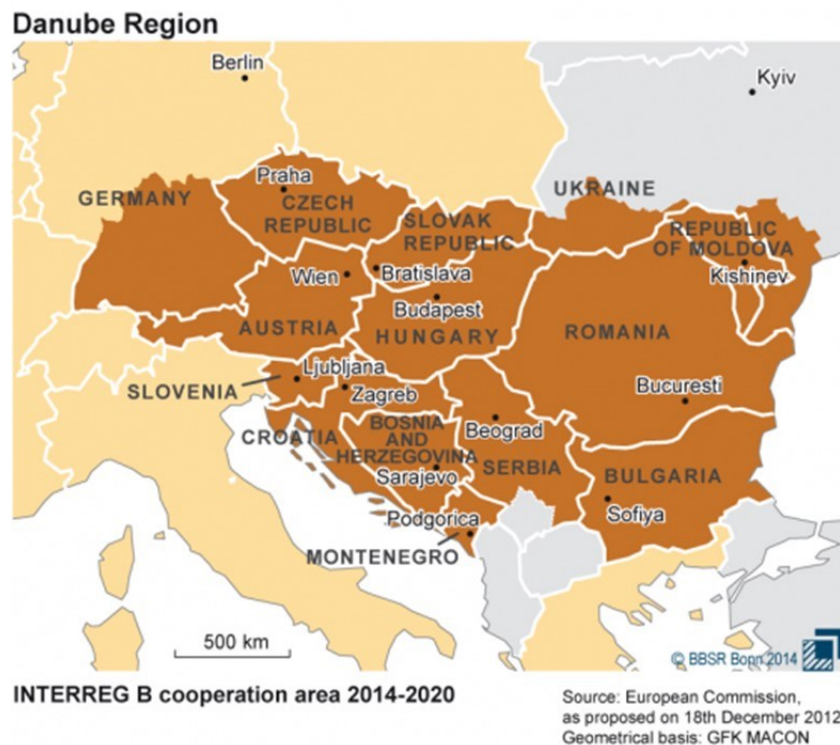 Danube Region
Berlin
Kyiv
Praha
GERMANY
CZECH
REPUBLIC
UKRAINE
SLOVAK
REPUBLIC
REPUBLIC
OF MOLDOVA
Kishinev
Wien
Bratislava
Budapest
AUSTRIA
HUNGARY
ROMANIA
Ljubljana
SLOVENIA
Zagreb
Bucuresti
CROATIA
BOSNIA
AND
HERZEGOVINA
Beograd
Sarajevo
SERBIA
BULGARIA
Sofiya
Podgorica
MONTENEGRO
500 km
© BBSR Bonn 2014
INTERREG B cooperation area 2014-2020
Source: European Commission,
as proposed on 18th December 2012
Geometrical basis: GFK MACON